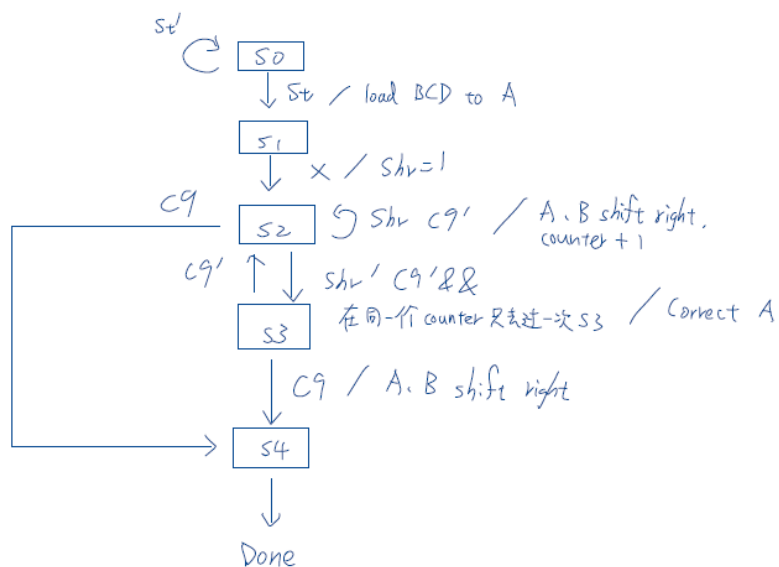 St'
S0
St / load BCD to A
S1
X / Shr=1
C9
S2
Shr C9' / A、B shift right,
counter + 1
C9'
Shr' C9' &&
在同一个counter只去过一次S3 / Correct A
S3
C9 / A、B shift right
S4
Done